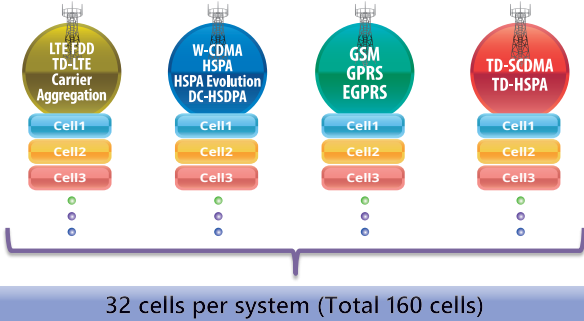 LTE FDD
TD-LTE
Carrier
Aggregation
Cell1
Cell2
Cell3
W-CDMA
HSPA
HSPA Evolution
DC-HSDPA
Cell1
Cell2
Cell3
GSM
GPRS
EGPRS
Cell1
Cell2
Cell3
TD-SCDMA
TD-HSPA
Cell1
Cell2
Cell3
32 cells per system (Total 160 cells)